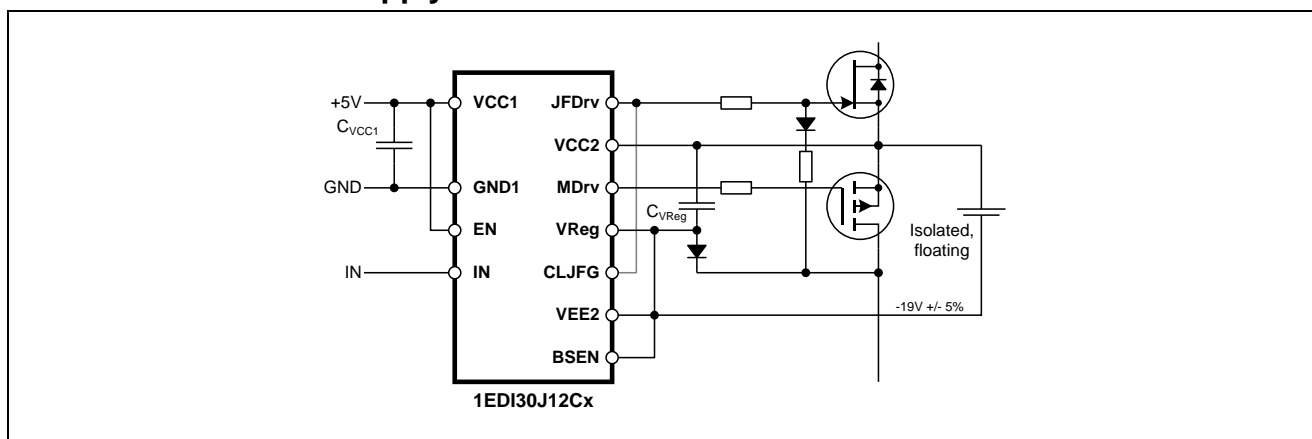 +5V
VCC1
JFDrv
CVCC1
VCC2
GND
GND1
MDrv
CVReg
EN
VReg
Isolated,
floating
IN
IN
CLJFG
VEE2
-19V +/- 5%
BSEN
1EDI30J12Cx